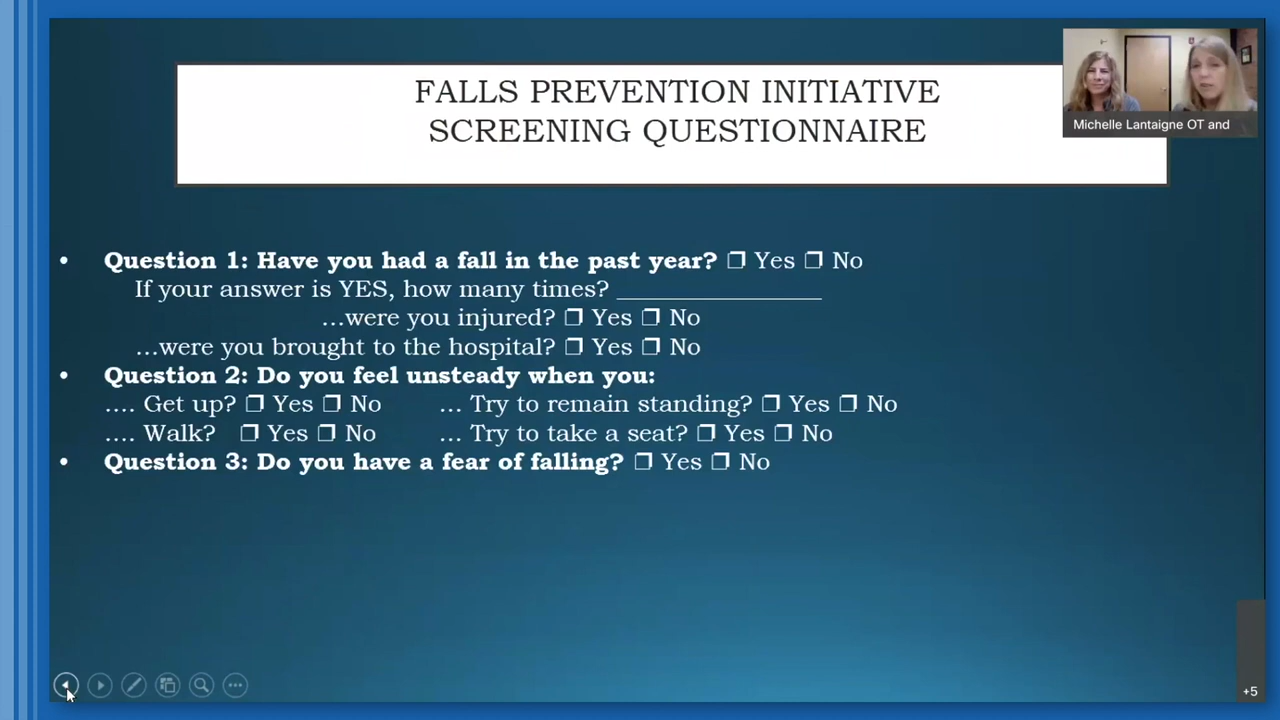 FALLS PREVENTION INITIATIVE
SCREENING QUESTIONNAIRE
Michelle Lantaigne OT and
• Question 1: Have you had a fall in the past year? ❒ Yes ❒ No
If your answer is YES, how many times? ________________
…were you injured? ❒ Yes ❒ No
…were you brought to the hospital? ❒ Yes ❒ No
• Question 2: Do you feel unsteady when you:
…. Get up? ❒ Yes ❒ No … Try to remain standing? ❒ Yes ❒ No
…. Walk? ❒ Yes ❒ No … Try to take a seat? ❒ Yes ❒ No
• Question 3: Do you have a fear of falling? ❒ Yes ❒ No
+5